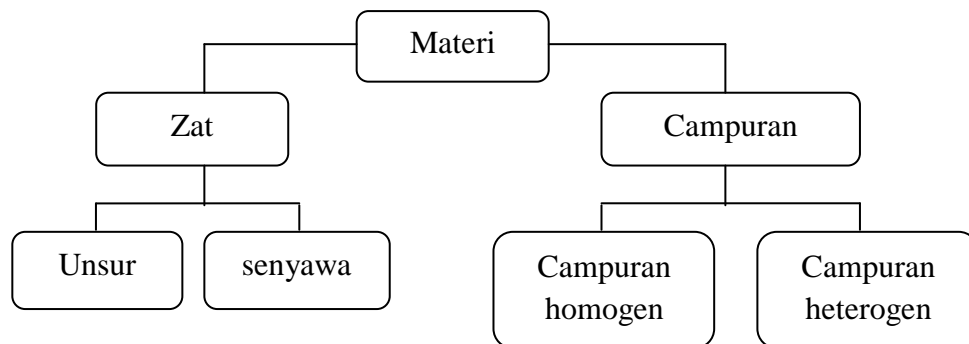 Materi
Zat
Campuran
Unsur
senyawa
Campuran
homogen
Campuran
heterogen